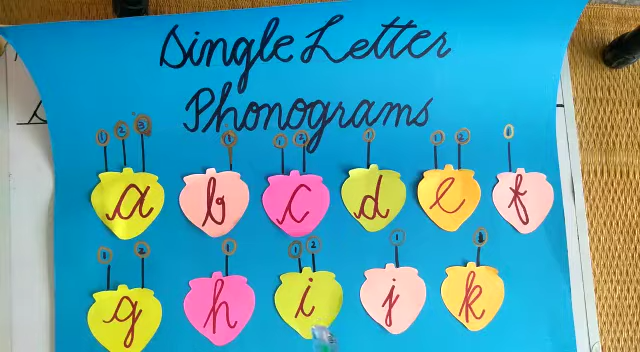 Single Letter
Phonograms
1 2 3 1 1 2 1 1 2 1
a b c d e f
1 2 1 1 2 1 1
g h i j k